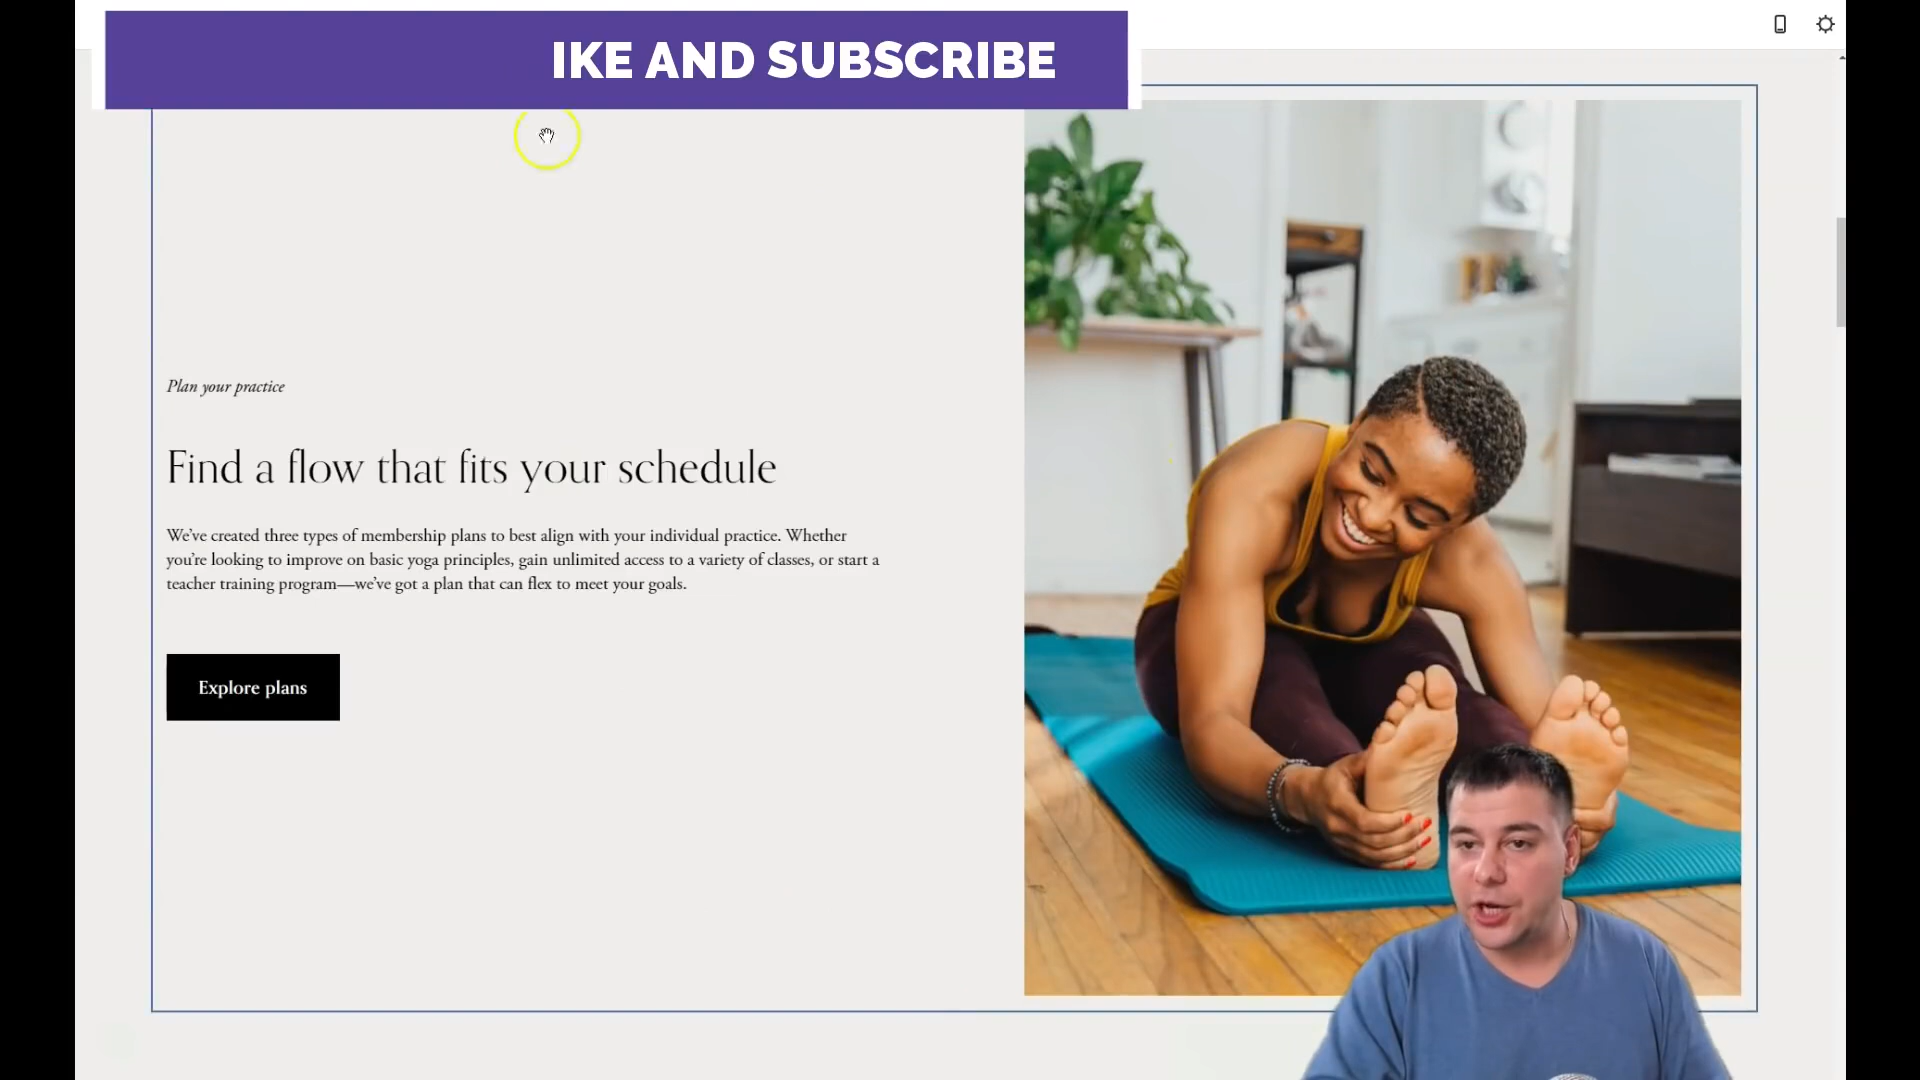 IKE AND SUBSCRIBE
Plan your practice
Find a flow that fits your schedule
We've created three types of membership plans to best align with your individual practice. Whether
you're looking to improve on basic yoga principles, gain unlimited access to a variety of classes, or start a
teacher training program—we've got a plan that can flex to meet your goals.
Explore plans